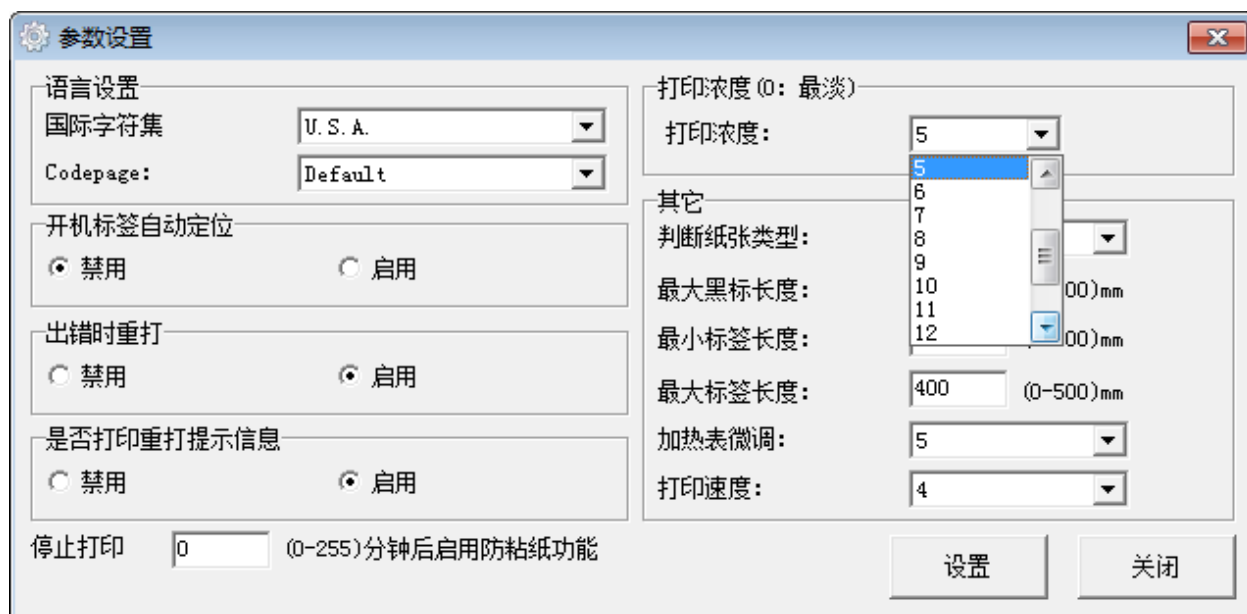 参数设置
语言设置
国际字符集 U.S.A.
Codepage: Default
开机标签自动定位
禁用 启用
出错时重打
禁用 启用
是否打印重打提示信息
禁用 启用
停止打印 0 (0-255)分钟后启用防粘纸功能
打印浓度(0: 最淡)
打印浓度: 5
5
6
7
8
9
10
11
12
其它
判断纸张类型:
最大黑标长度: 00)mm
最小标签长度: 00)mm
最大标签长度: 400 (0-500)mm
加热表微调: 5
打印速度: 4
设置 关闭